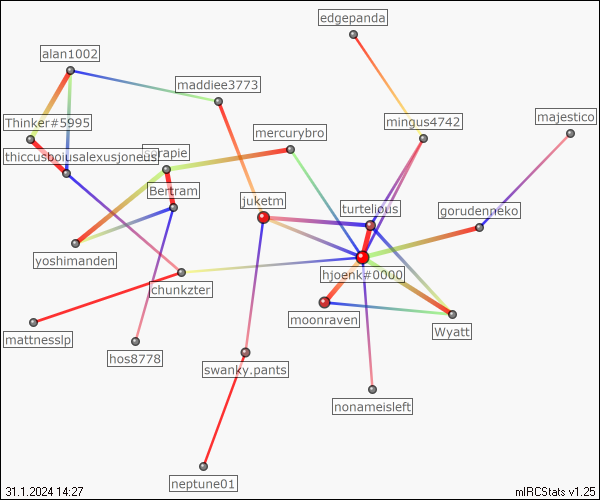 edgepanda
alan1002
maddiee3773
majestico
Thinker#5995
mingus4742
mercurybro
thiccusboiusalexusjoneus
serapie
Bertram
juketm
turtelious
gorudenneko
yoshimanden
hjoenk#0000
chunkzter
moonraven
Wyatt
mattnesslp
hos8778
swanky.pants
nonameisleft
neptune01
31.1.2024 14:27
mIRCStats v1.25